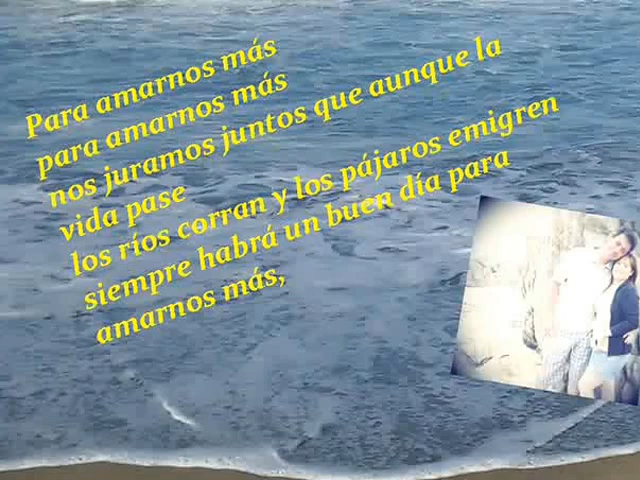 Para amarnos más
para amarnos más
nos juramos juntos que aunque la
vida pase
los ríos corran y los pájaros emigren
siempre habrá un buen día para
amarnos más,